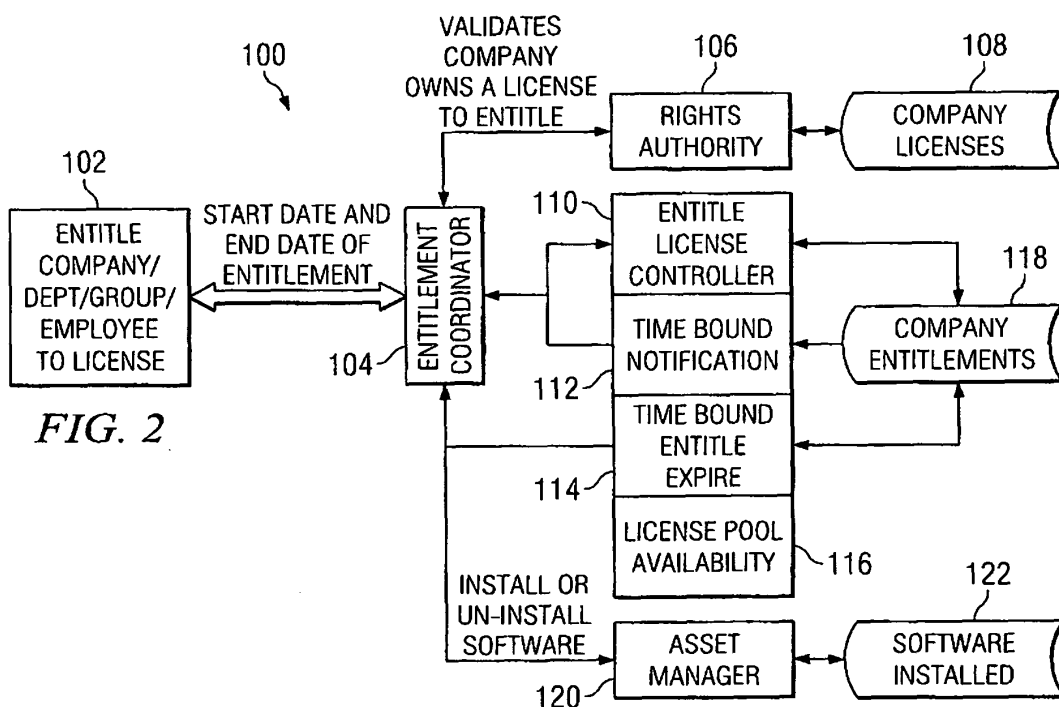 100
VALIDATES
COMPANY
OWNS A LICENSE
TO ENTITLE
106
RIGHTS
AUTHORITY
108
COMPANY
LICENSES
102
ENTITLE
COMPANY/
DEPT/GROUP/
EMPLOYEE
TO LICENSE
START DATE AND
END DATE OF
ENTITLEMENT
ENTITLEMENT
COORDINATOR
104
110
ENTITLE
LICENSE
CONTROLLER
TIME BOUND
NOTIFICATION
112
TIME BOUND
ENTITLE
EXPIRE
114
LICENSE POOL
AVAILABILITY
116
118
COMPANY
ENTITLEMENTS
INSTALL OR
UN-INSTALL
SOFTWARE
ASSET
MANAGER
120
122
SOFTWARE
INSTALLED
FIG. 2